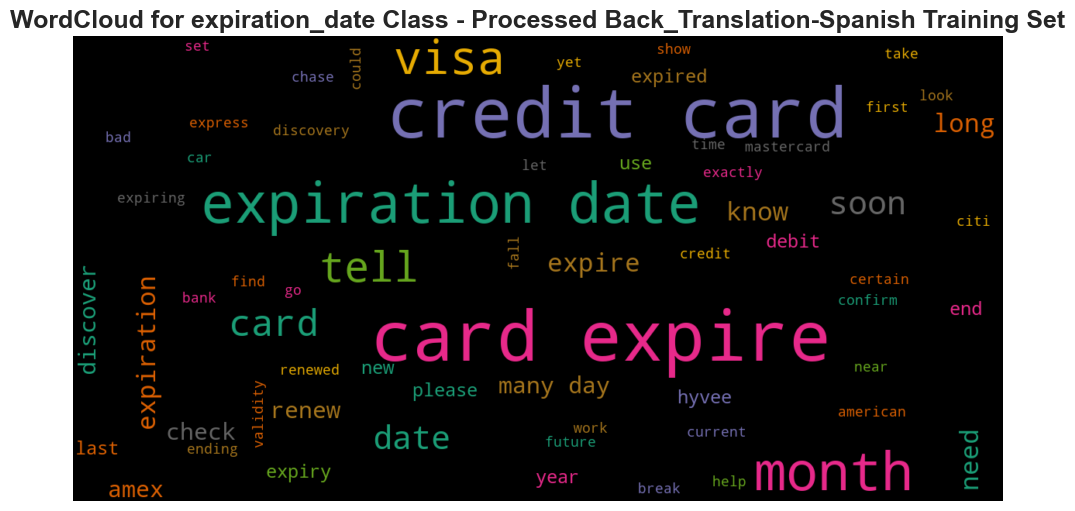 WordCloud for expiration_date Class - Processed Back_Translation-Spanish Training Set
set
could
visa
yet
show
take
chase
expired
credit card
look
first
long
bad
express
discovery
car
time
mastercard
let
use
exactly
expiring
expiration date
know
soon
citi
debit
fall
credit
tell
expire
discover
expiration
find
go
bank
certain
confirm
end
card
card expire
renewed
new
near
please
many day
hyvee
validity
renew
american
check
date
work
future
current
need
last
ending
expiry
year
month
amex
break
help